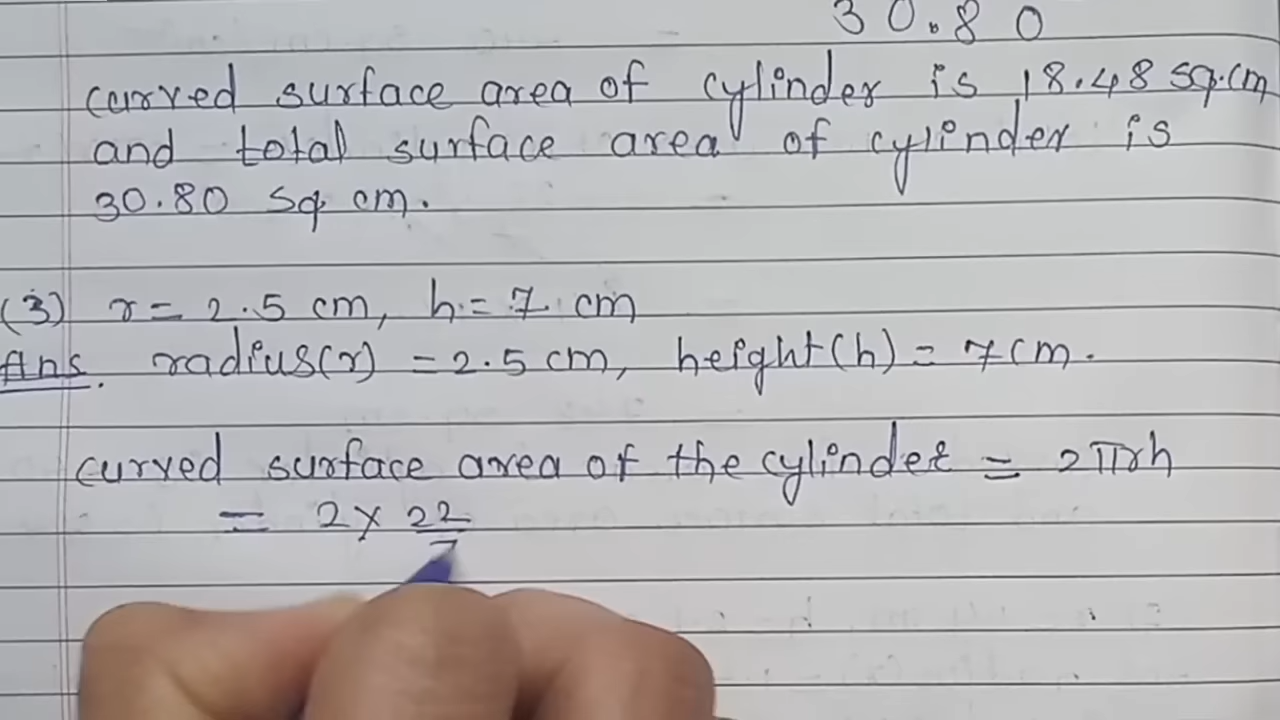 30.80
curved surface area of cylinder is 18.48 sq.cm
and total surface area of cylinder is
30.80 sq cm.
(3) r = 2.5 cm, h = 7 cm
Ans. radius(r) = 2.5 cm, height(h) = 7 cm.
curved surface area of the cylinder = 2πrh
= 2 × 22/7